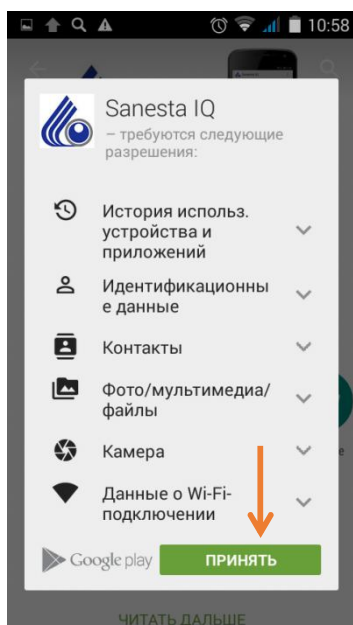 10:58
Sanesta IQ
– требуются следующие
разрешения:
История использ.
устройства и
приложений
Идентификационны
е данные
Контакты
Фото/мультимедиа/
файлы
Камера
Данные о Wi-Fi-
подключении
Google play
ПРИНЯТЬ
ЧИТАТЬ ДАЛЬШЕ